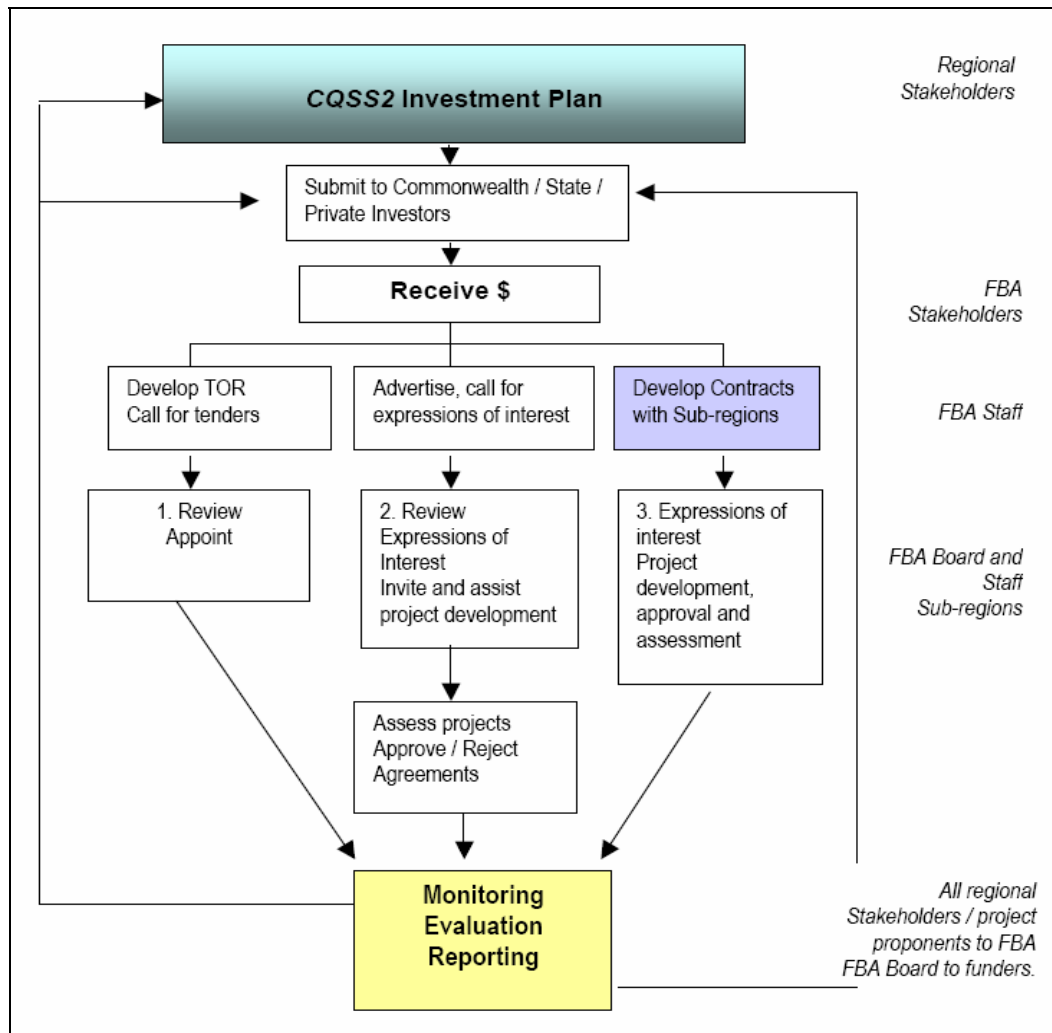 CQSS2 Investment Plan
Regional
Stakeholders
Submit to Commonwealth / State /
Private Investors
Receive $
FBA
Stakeholders
Develop TOR
Call for tenders
Advertise, call for
expressions of interest
Develop Contracts
with Sub-regions
FBA Staff
1. Review
Appoint
2. Review
Expressions of
Interest
Invite and assist
project development
3. Expressions of
interest
Project
development,
approval and
assessment
FBA Board and
Staff
Sub-regions
Assess projects
Approve / Reject
Agreements
Monitoring
Evaluation
Reporting
All regional
Stakeholders / project
proponents to FBA
FBA Board to funders.